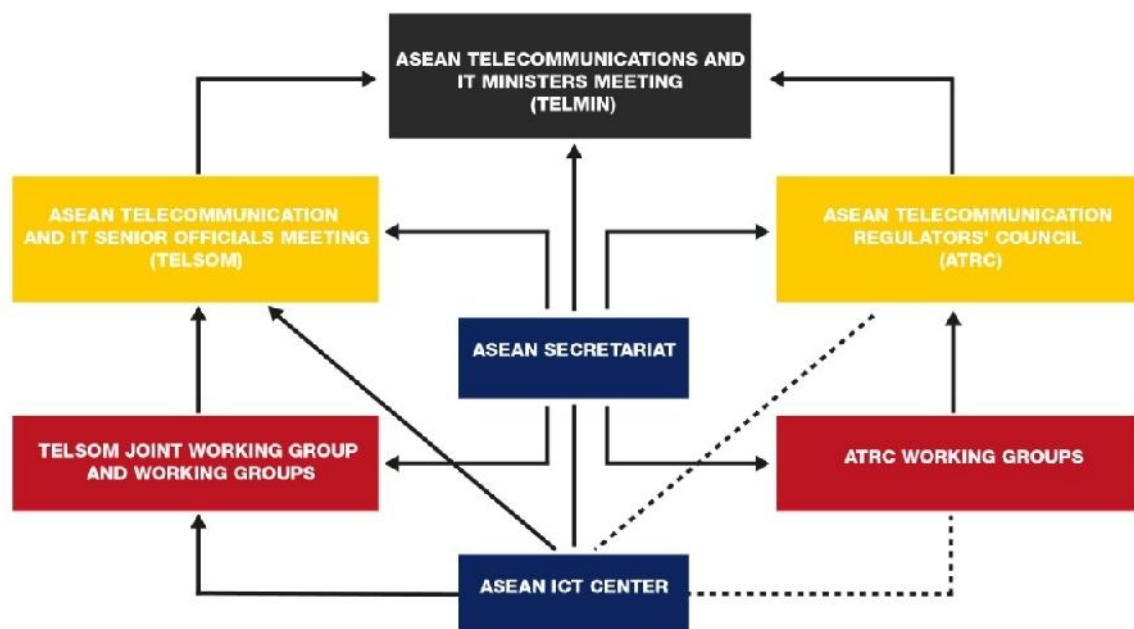 ASEAN TELECOMMUNICATIONS AND
IT MINISTERS MEETING
(TELMIN)
ASEAN TELECOMMUNICATION
AND IT SENIOR OFFICIALS MEETING
(TELSOM)
ASEAN TELECOMMUNICATION
REGULATORS' COUNCIL
(ATRC)
ASEAN SECRETARIAT
TELSOM JOINT WORKING GROUP
AND WORKING GROUPS
ATRC WORKING GROUPS
ASEAN ICT CENTER